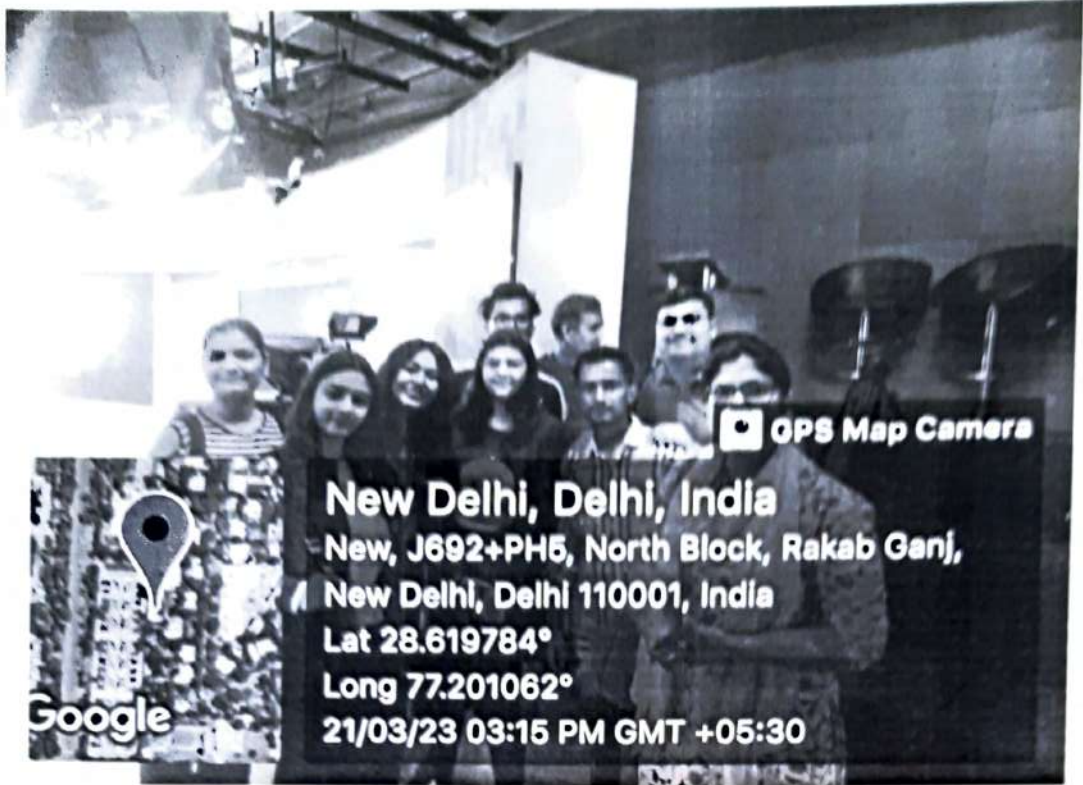 GPS Map Camera
New Delhi, Delhi, India
New, J692+PH5, North Block, Rakab Ganj,
New Delhi, Delhi 110001, India
Lat 28.619784°
Long 77.201062°
21/03/23 03:15 PM GMT +05:30
Google